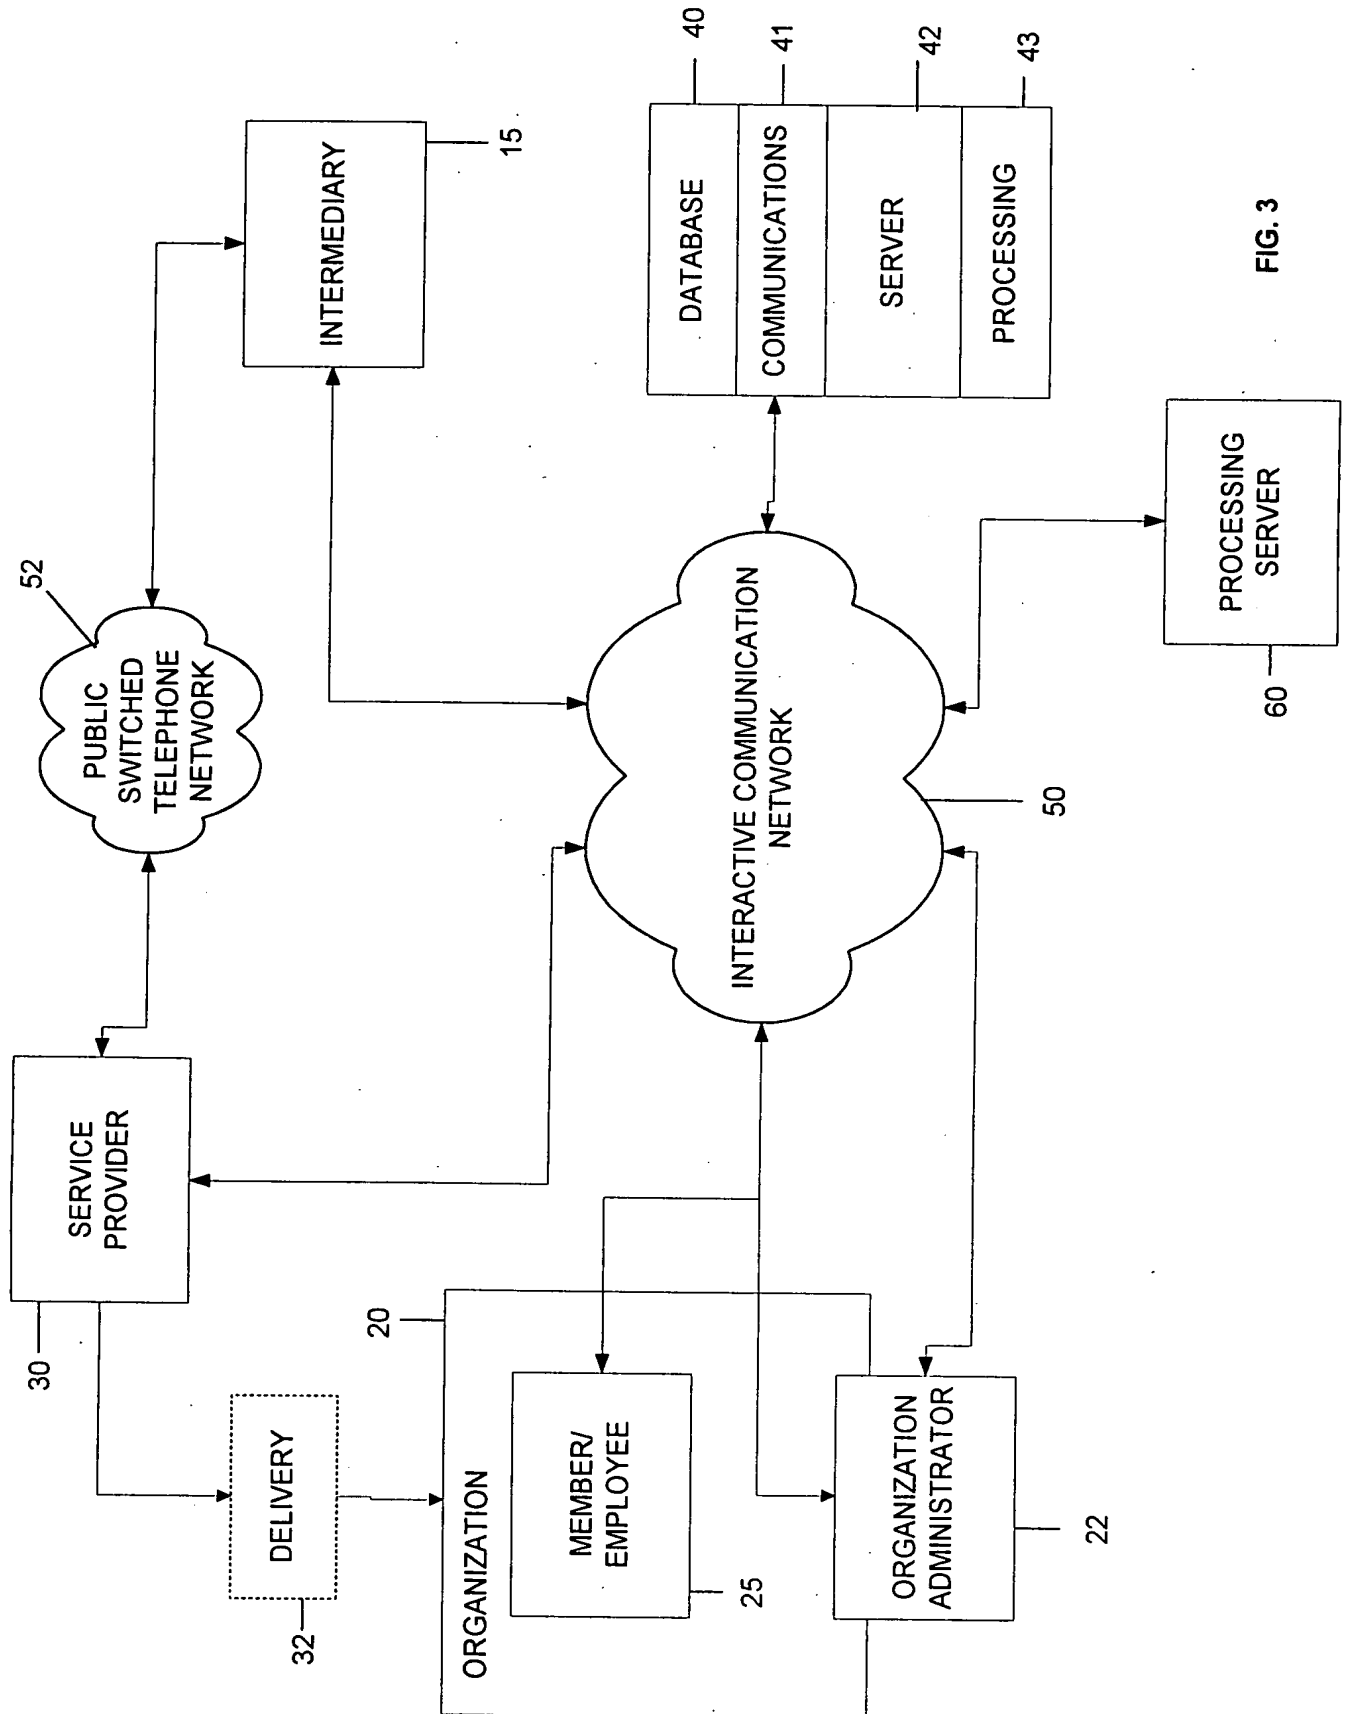 30
SERVICE
PROVIDER
52
PUBLIC
SWITCHED
TELEPHONE
NETWORK
INTERMEDIARY
15
32
DELIVERY
20
ORGANIZATION
MEMBER/
EMPLOYEE
25
ORGANIZATION
ADMINISTRATOR
22
INTERACTIVE COMMUNICATION
NETWORK
50
DATABASE
40
COMMUNICATIONS
41
SERVER
42
PROCESSING
43
PROCESSING
SERVER
60
FIG. 3